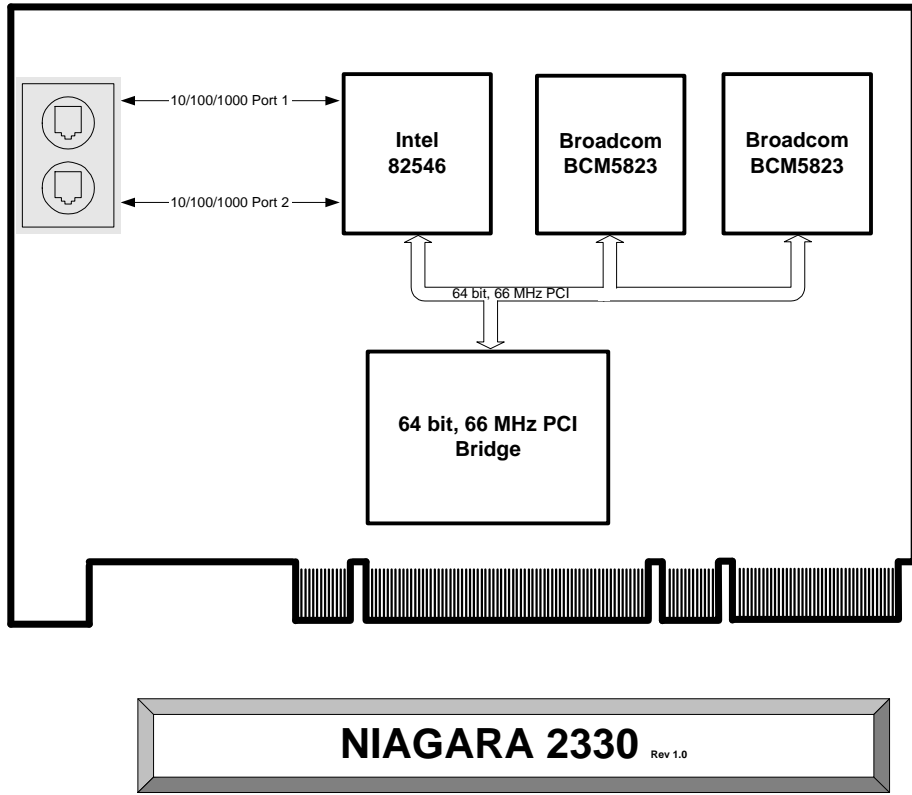 10/100/1000 Port 1
Intel
82546
Broadcom
BCM5823
Broadcom
BCM5823
10/100/1000 Port 2
64 bit, 66 MHz PCI
64 bit, 66 MHz PCI
Bridge
NIAGARA 2330 Rev 1.0